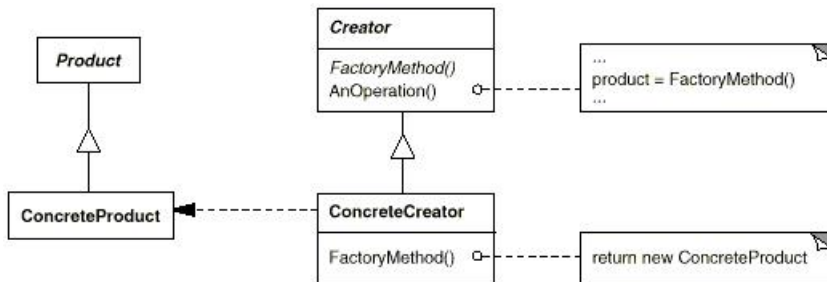 Product
ConcreteProduct
Creator
FactoryMethod()
AnOperation()
...
product = FactoryMethod()
...
ConcreteCreator
FactoryMethod()
return new ConcreteProduct